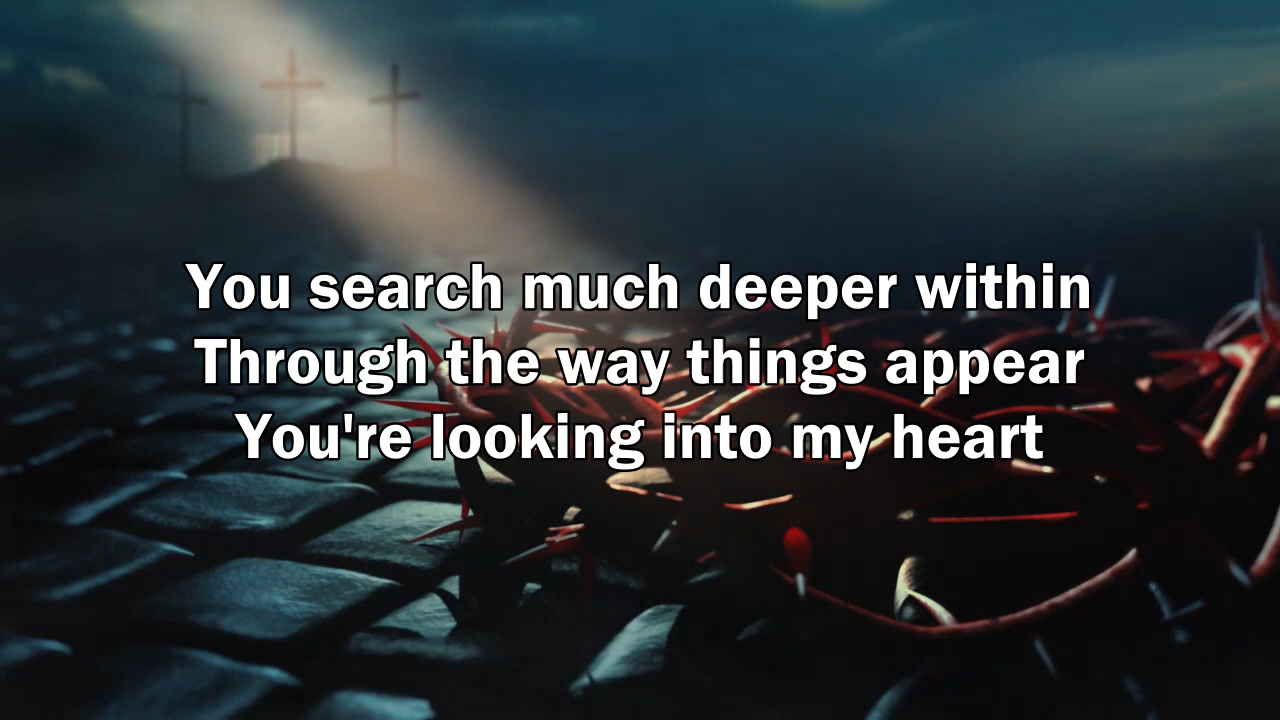 You search much deeper within
Through the way things appear
You're looking into my heart